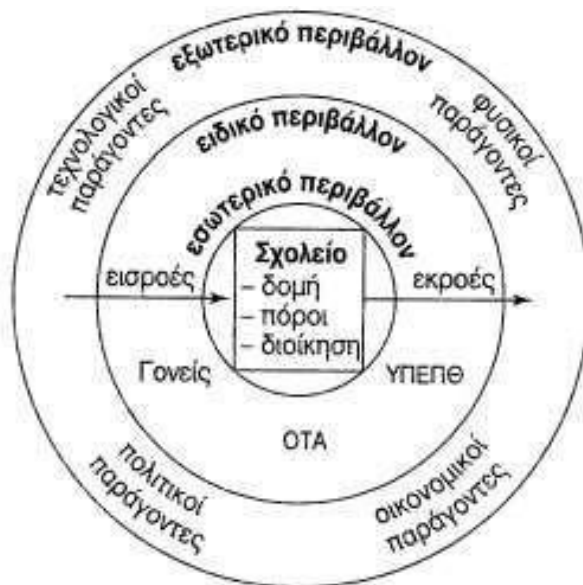 εξωτερικό περιβάλλον
τεχνολογικοί
παράγοντες
φυσικοί
παράγοντες
ειδικό περιβάλλον
εσωτερικό περιβάλλον
Σχολείο
– δομή
– πόροι
– διοίκηση
εισροές
εκροές
Γονείς
ΥΠΕΠΘ
ΟΤΑ
πολιτικοί
παράγοντες
οικονομικοί
παράγοντες